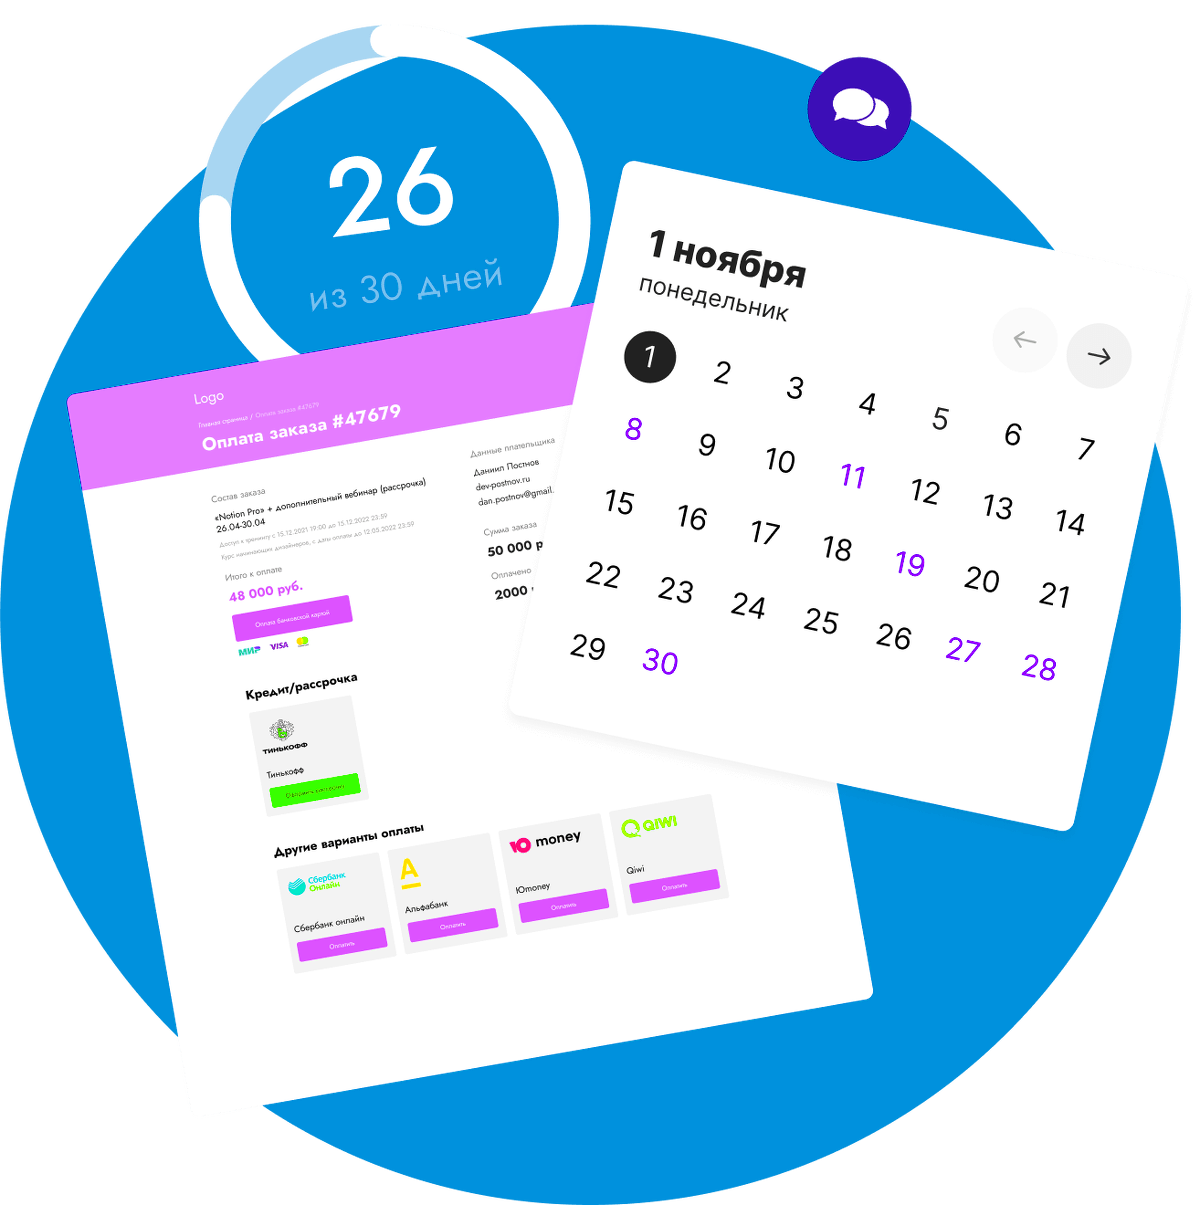 26
из 30 дней
1 ноября
понедельник
1 2 3 4 5 6 7
8 9 10 11 12 13 14
15 16 17 18 19 20 21
22 23 24 25 26 27 28
29 30
Logo
Главная страница / Оплата заказа #47679
Оплата заказа #47679
Состав заказа
«Notion Pro» + дополнительный вебинар (рассрочка)
26.04-30.04
Доступ к тренингу с 15.12.2021 19:00 до 15.12.2022 23:59
Курс начинающих дизайнеров, с даты оплаты до 12.05.2022 23:59
Итого к оплате
48 000 руб.
Оплата банковской картой
МИР VISA
Данные плательщика
Даниил Постнов
dev-postnov.ru
dan.postnov@gmail.
Сумма заказа
50 000 р
Оплачено
2000
Кредит/рассрочка
ТИНЬКОФФ
Тинькофф
Другие варианты оплаты
Сбербанк
Онлайн
Сбербанк онлайн
Оплатить
А
Альфабанк
Оплатить
Ю money
Юmoney
Оплатить
QIWI
Qiwi
Оплатить